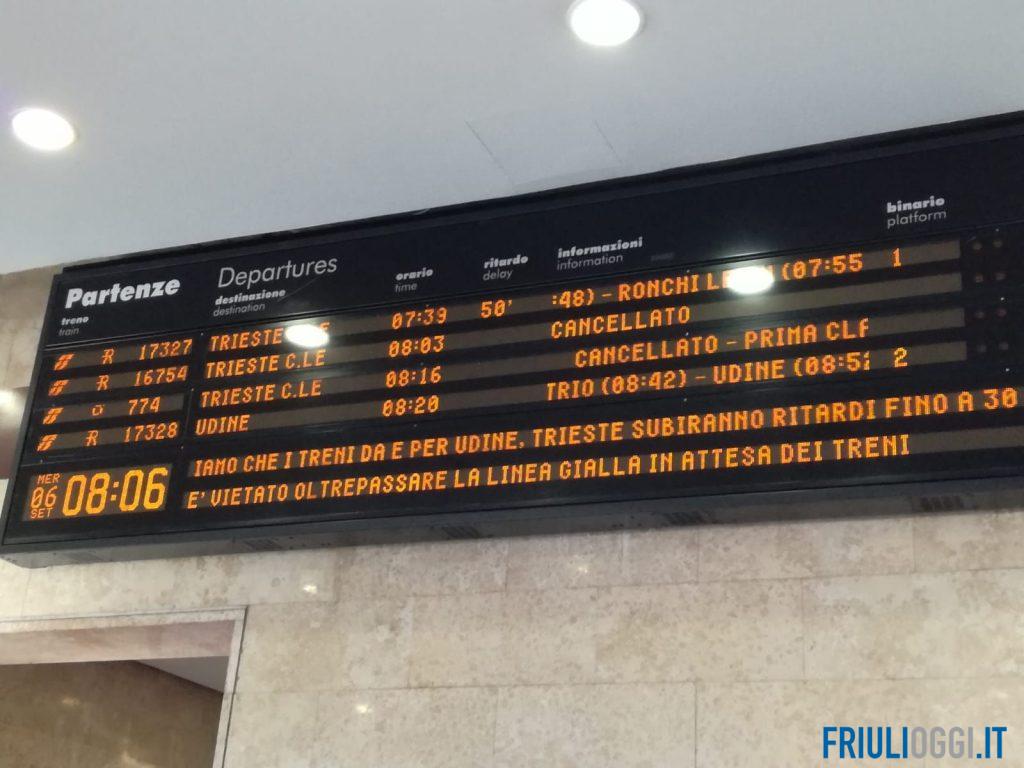 Partenze Departures
treno
train
destinazione
destination
orario
time
ritardo
delay
informazioni
information
binario
platform
R 17327 TRIESTE 07:39 50' :48) - RONCHI (07:55 1
R 16754 TRIESTE C.LE 08:03 CANCELLATO
774 TRIESTE C.LE 08:16 CANCELLATO - PRIMA
R 17328 UDINE 08:20 TRIO (08:42) - UDINE (08:5 2
MER
06
SET
08:06
IAMO CHE I TRENI DA E PER UDINE, TRIESTE SUBIRANNO RITARDI FINO A 30
E' VIETATO OLTREPASSARE LA LINEA GIALLA IN ATTESA DEI TRENI
FRIULIOGGI.IT